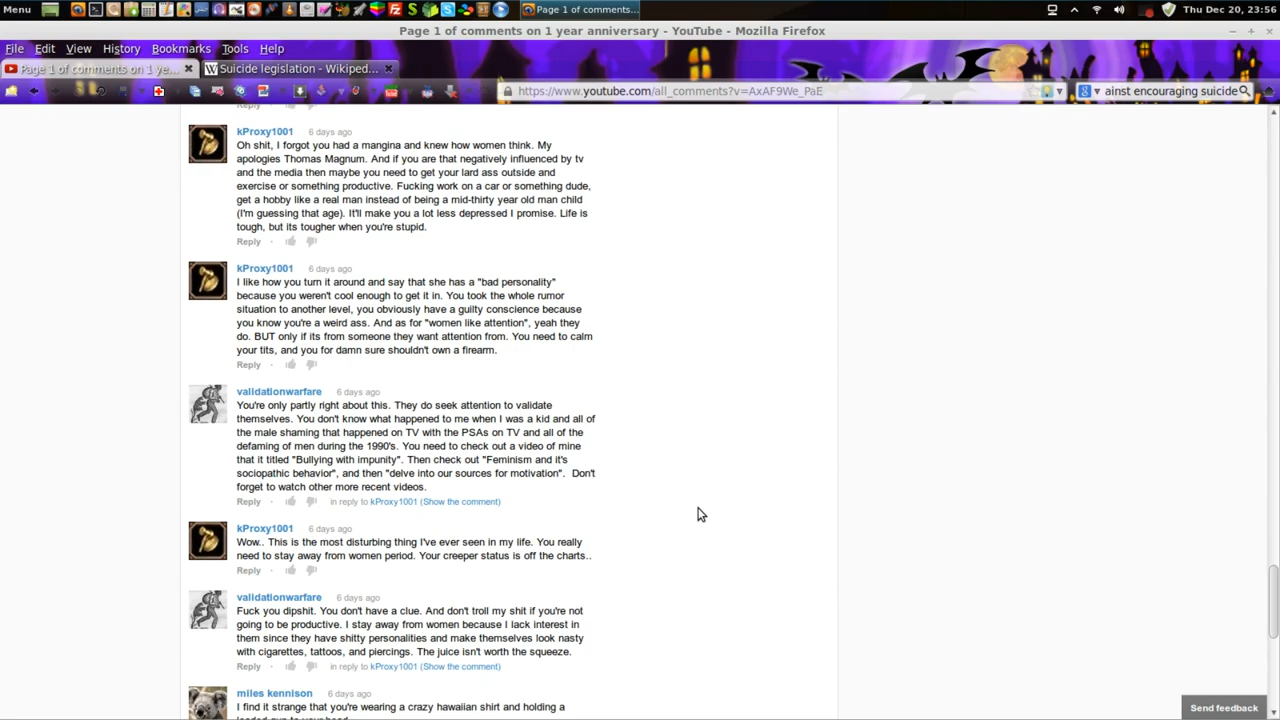 Menu
Page 1 of comments...
Thu Dec 20, 23:56
Page 1 of comments on 1 year anniversary - YouTube - Mozilla Firefox
File Edit View History Bookmarks Tools Help
Page 1 of comments on 1 ye...
Suicide legislation - Wikiped...
https://www.youtube.com/all_comments?v=AxAF9We_PaE
ainst encouraging suicide
Reply
kProxy1001 6 days ago
Oh shit, I forgot you had a mangina and knew how women think. My
apologies Thomas Magnum. And if you are that negatively influenced by tv
and the media then maybe you need to get your lard ass outside and
exercise or something productive. Fucking work on a car or something dude,
get a hobby like a real man instead of being a mid-thirty year old man child
(I'm guessing that age). It'll make you a lot less depressed I promise. Life is
tough, but its tougher when you're stupid.
Reply ·
kProxy1001 6 days ago
I like how you turn it around and say that she has a "bad personality"
because you weren't cool enough to get it in. You took the whole rumor
situation to another level, you obviously have a guilty conscience because
you know you're a weird ass. And as for "women like attention", yeah they
do. BUT only if its from someone they want attention from. You need to calm
your tits, and you for damn sure shouldn't own a firearm.
Reply ·
validationwarfare 6 days ago
You're only partly right about this. They do seek attention to validate
themselves. You don't know what happened to me when I was a kid and all of
the male shaming that happened on TV with the PSAs on TV and all of the
defaming of men during the 1990's. You need to check out a video of mine
that it titled "Bullying with impunity". Then check out "Feminism and it's
sociopathic behavior", and then "delve into our sources for motivation". Don't
forget to watch other more recent videos.
Reply · in reply to kProxy1001 (Show the comment)
kProxy1001 6 days ago
Wow.. This is the most disturbing thing I've ever seen in my life. You really
need to stay away from women period. Your creeper status is off the charts..
Reply ·
validationwarfare 6 days ago
Fuck you dipshit. You don't have a clue. And don't troll my shit if you're not
going to be productive. I stay away from women because I lack interest in
them since they have shitty personalities and make themselves look nasty
with cigarettes, tattoos, and piercings. The juice isn't worth the squeeze.
Reply · in reply to kProxy1001 (Show the comment)
miles kennison 6 days ago
I find it strange that you're wearing a crazy hawaiian shirt and holding a
loaded gun to your head
Send feedback